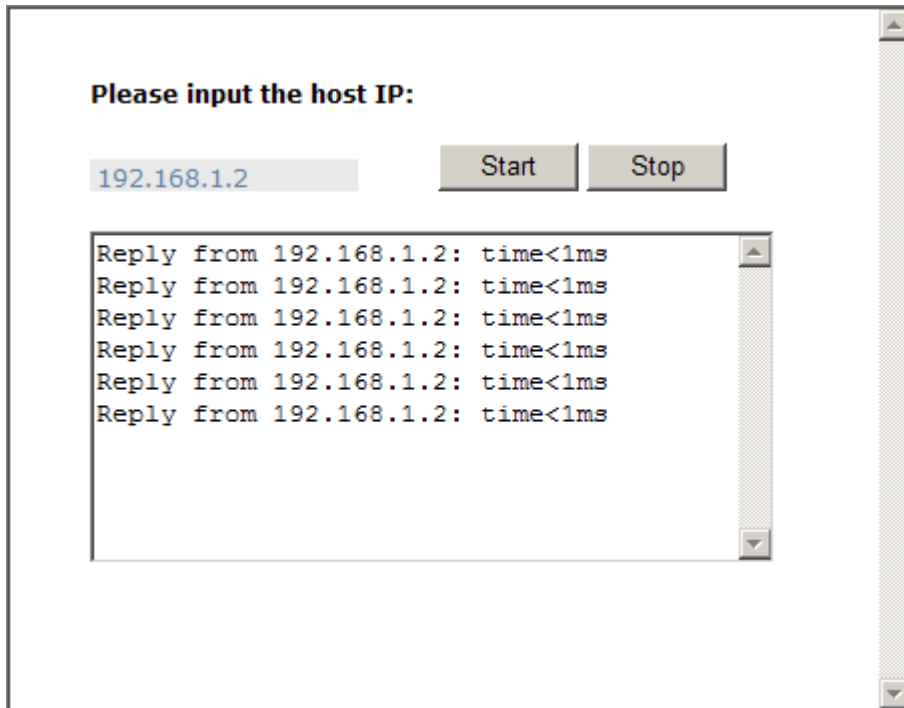 Please input the host IP:
192.168.1.2 Start Stop
Reply from 192.168.1.2: time<1ms
Reply from 192.168.1.2: time<1ms
Reply from 192.168.1.2: time<1ms
Reply from 192.168.1.2: time<1ms
Reply from 192.168.1.2: time<1ms
Reply from 192.168.1.2: time<1ms